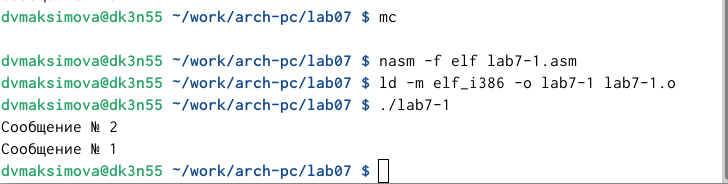 dvmaksimova@dk3n55 ~/work/arch-pc/lab07 $ mc
dvmaksimova@dk3n55 ~/work/arch-pc/lab07 $ nasm -f elf lab7-1.asm
dvmaksimova@dk3n55 ~/work/arch-pc/lab07 $ ld -m elf_i386 -o lab7-1 lab7-1.o
dvmaksimova@dk3n55 ~/work/arch-pc/lab07 $ ./lab7-1
Сообщение № 2
Сообщение № 1
dvmaksimova@dk3n55 ~/work/arch-pc/lab07 $